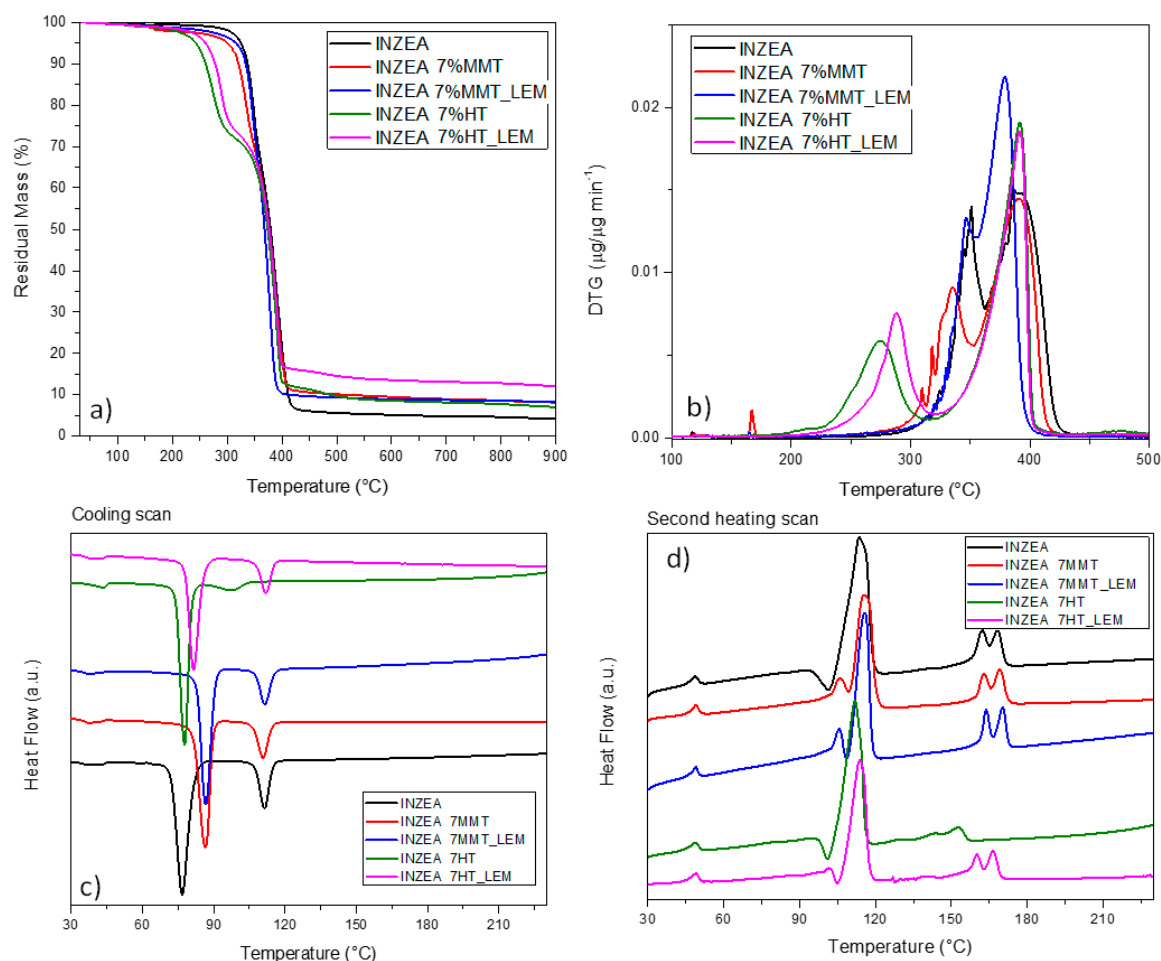 INZEA
INZEA 7%MMT
INZEA 7%MMT_LEM
INZEA 7%HT
INZEA 7%HT_LEM
Residual Mass (%)
100
90
80
70
60
50
40
30
20
10
0
a)
100 200 300 400 500 600 700 800 900
Temperature (°C)
INZEA
INZEA 7%MMT
INZEA 7%MMT_LEM
INZEA 7%HT
INZEA 7%HT_LEM
DTG (µg/µg min⁻¹)
0.02
0.01
0.00
b)
100 200 300 400 500
Temperature (°C)
Cooling scan
Heat Flow (a.u.)
INZEA
INZEA 7MMT
INZEA 7MMT_LEM
INZEA 7HT
INZEA 7HT_LEM
c)
30 60 90 120 150 180 210
Temperature (°C)
Second heating scan
d)
INZEA
INZEA 7MMT
INZEA 7MMT_LEM
INZEA 7HT
INZEA 7HT_LEM
Heat Flow (a.u.)
30 60 90 120 150 180 210
Temperature (°C)